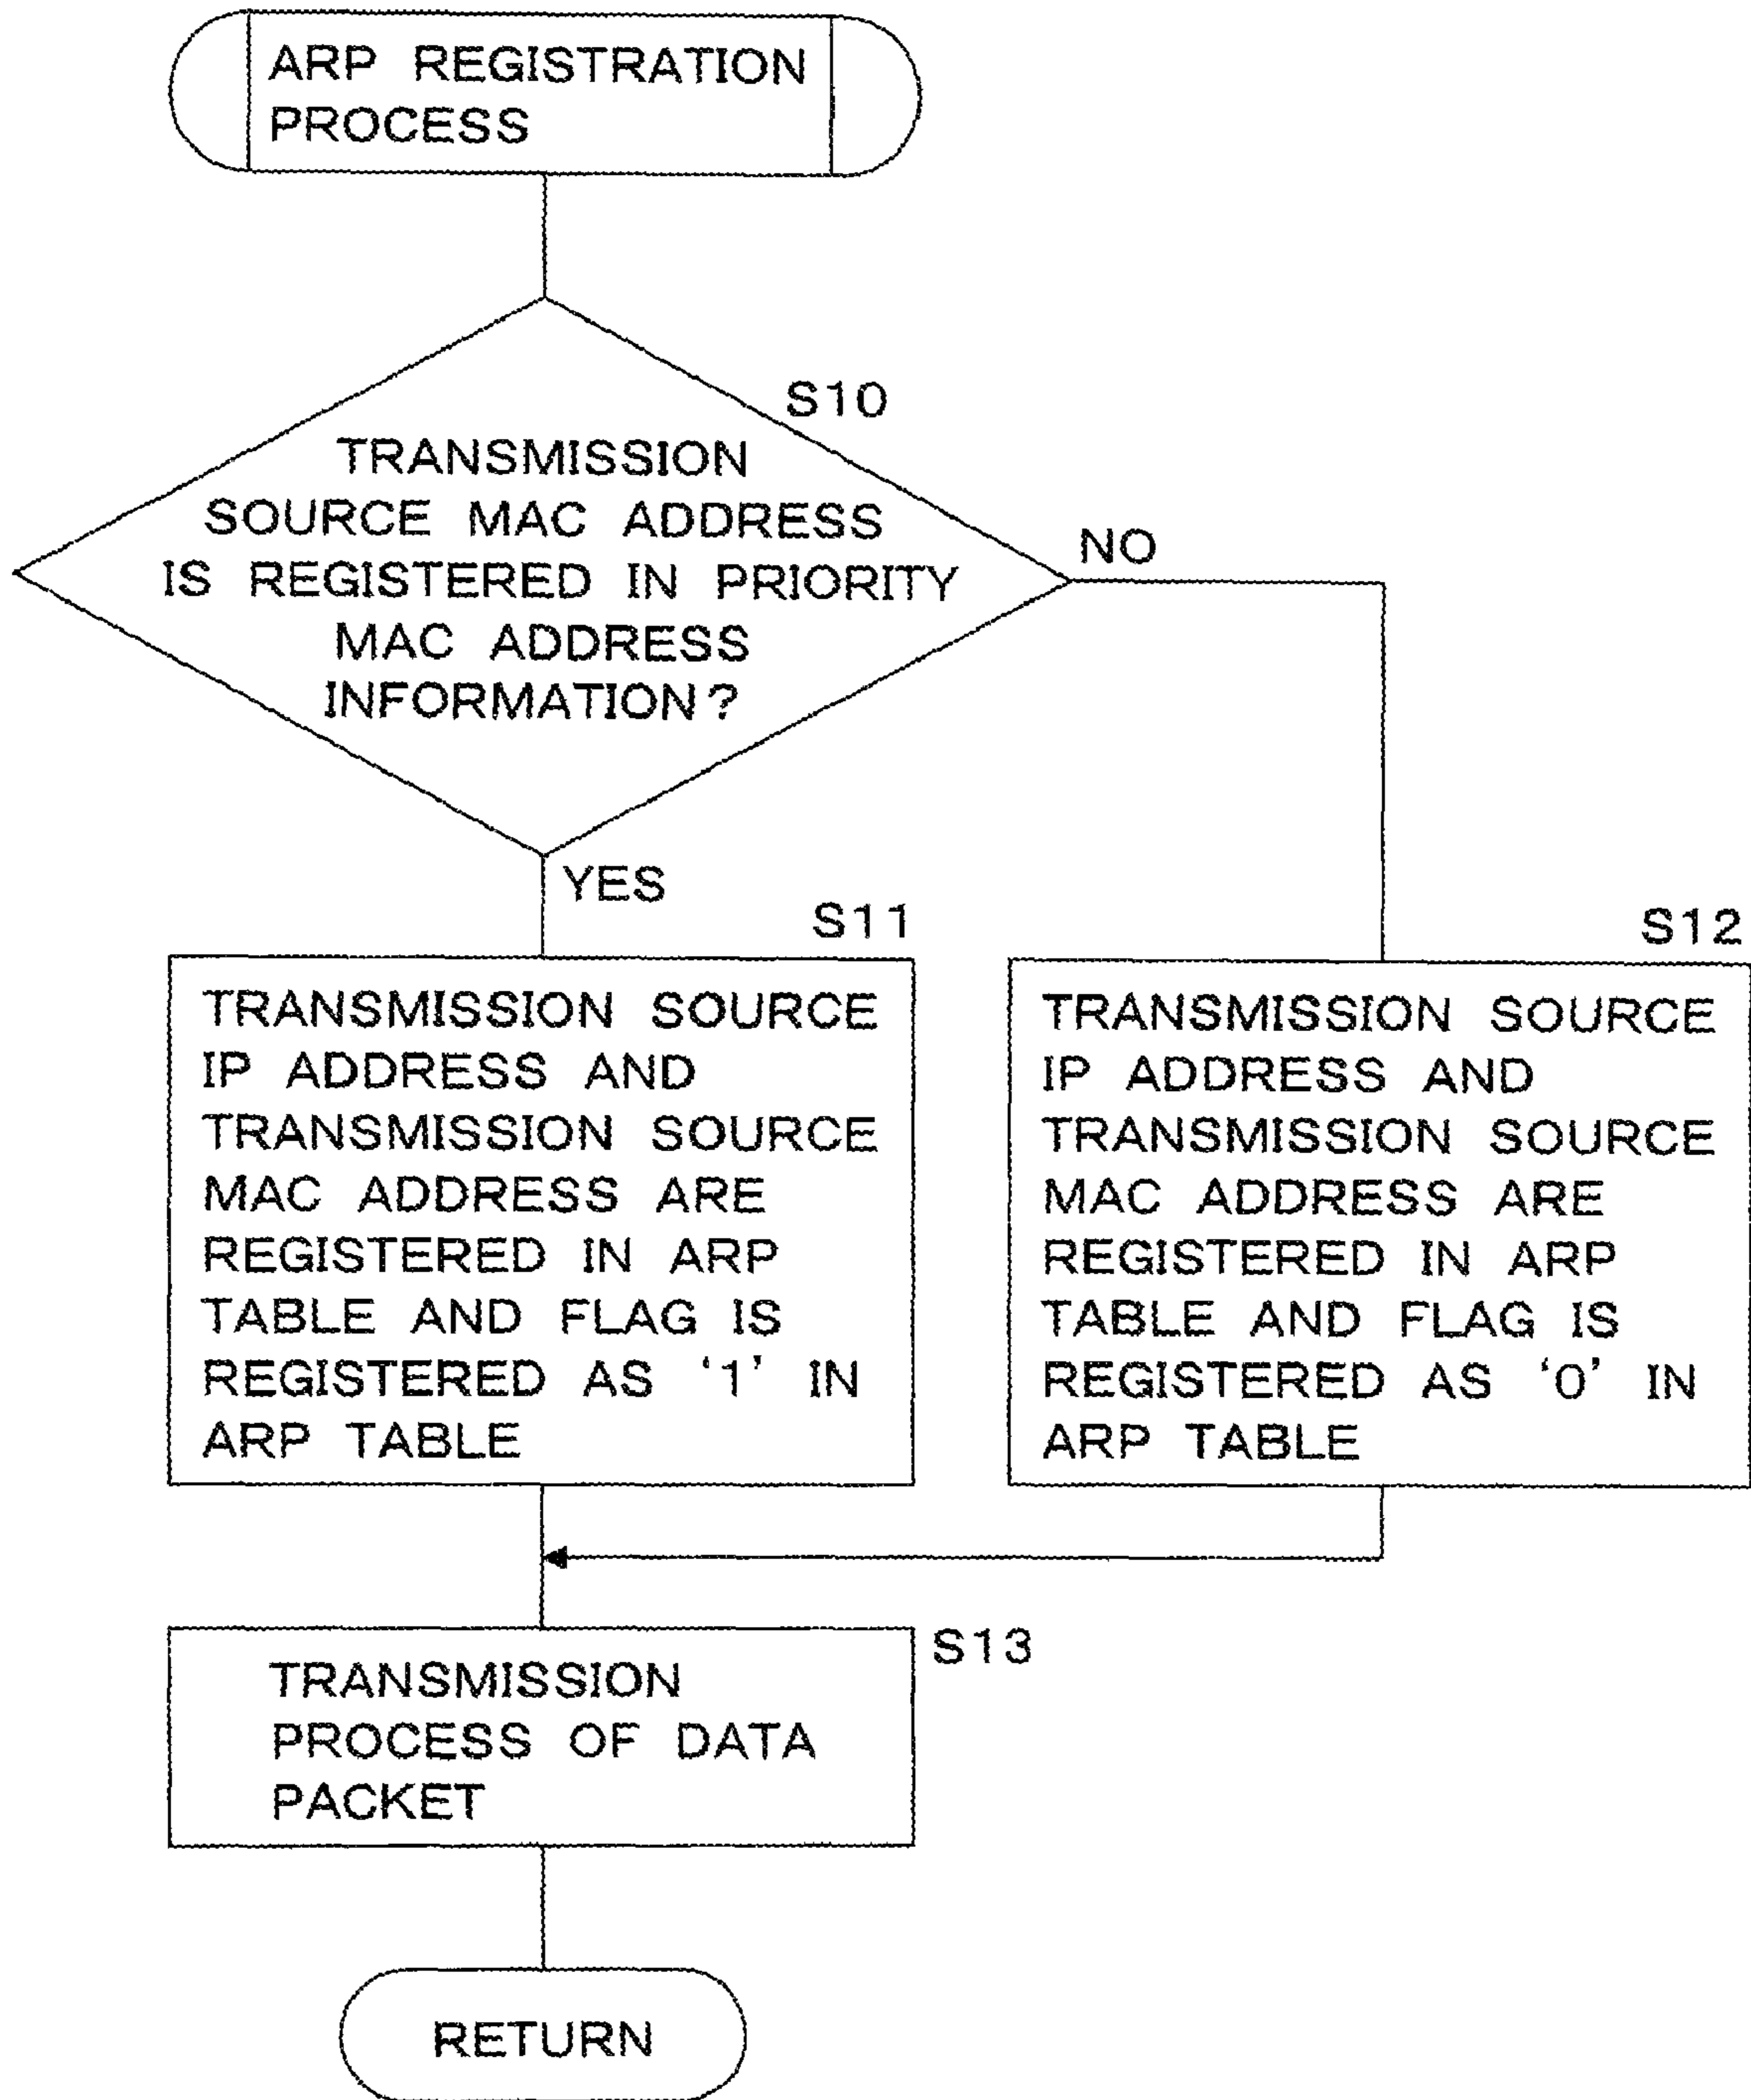 ARP REGISTRATION
PROCESS
S10
TRANSMISSION
SOURCE MAC ADDRESS
IS REGISTERED IN PRIORITY
MAC ADDRESS
INFORMATION?
NO
YES
S11
TRANSMISSION SOURCE
IP ADDRESS AND
TRANSMISSION SOURCE
MAC ADDRESS ARE
REGISTERED IN ARP
TABLE AND FLAG IS
REGISTERED AS ‘1’ IN
ARP TABLE
S12
TRANSMISSION SOURCE
IP ADDRESS AND
TRANSMISSION SOURCE
MAC ADDRESS ARE
REGISTERED IN ARP
TABLE AND FLAG IS
REGISTERED AS ‘0’ IN
ARP TABLE
S13
TRANSMISSION
PROCESS OF DATA
PACKET
RETURN